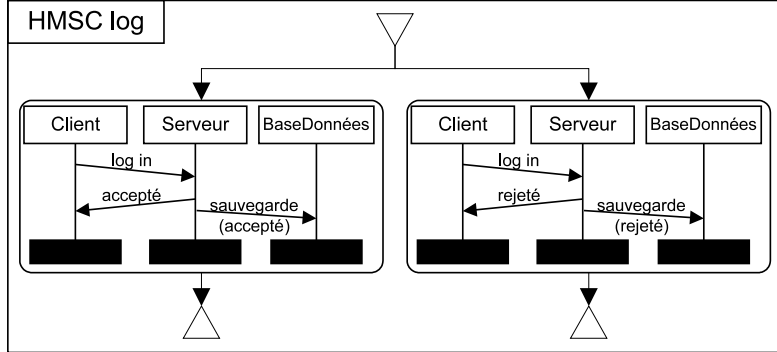 HMSC log
Client
Serveur
BaseDonnées
log in
accepté
sauvegarde
(accepté)
Client
Serveur
BaseDonnées
log in
rejeté
sauvegarde
(rejeté)